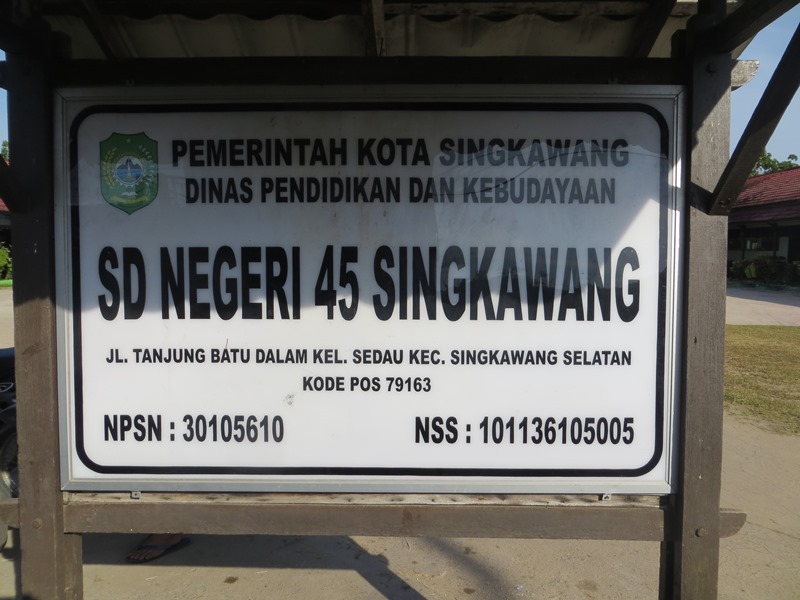 PEMERINTAH KOTA SINGKAWANG
DINAS PENDIDIKAN DAN KEBUDAYAAN
SD NEGERI 45 SINGKAWANG
JL. TANJUNG BATU DALAM KEL. SEDAU KEC. SINGKAWANG SELATAN
KODE POS 79163
NPSN : 30105610 NSS : 101136105005